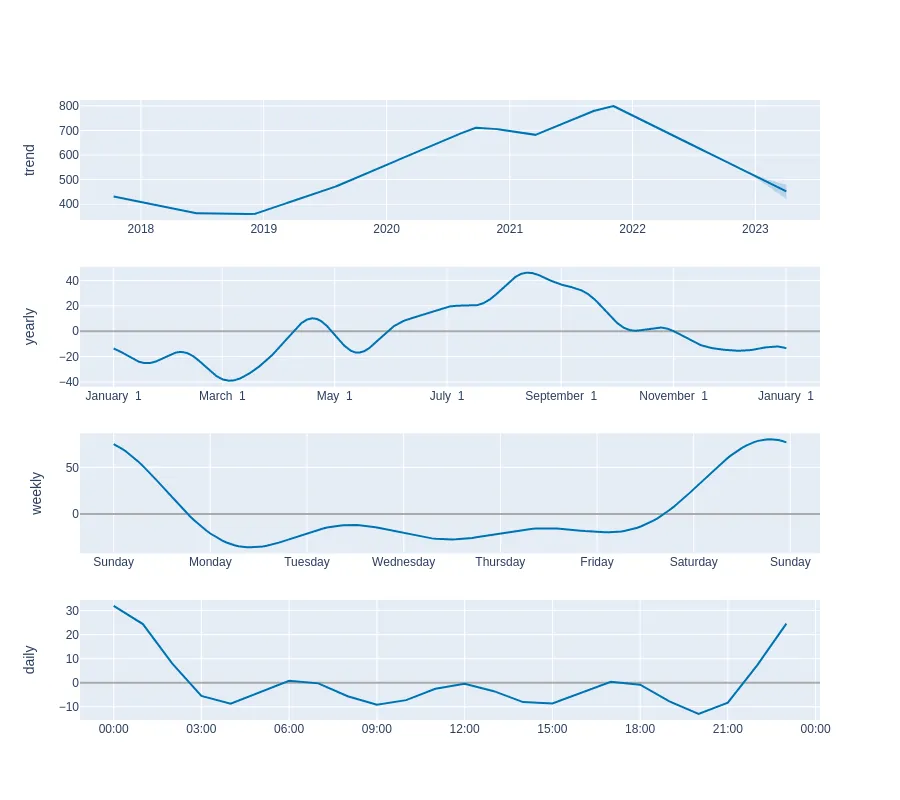 trend
800
700
600
500
400
2018 2019 2020 2021 2022 2023
yearly
40
20
0
−20
−40
January 1 March 1 May 1 July 1 September 1 November 1 January 1
weekly
50
0
Sunday Monday Tuesday Wednesday Thursday Friday Saturday Sunday
daily
30
20
10
0
−10
00:00 03:00 06:00 09:00 12:00 15:00 18:00 21:00 00:00